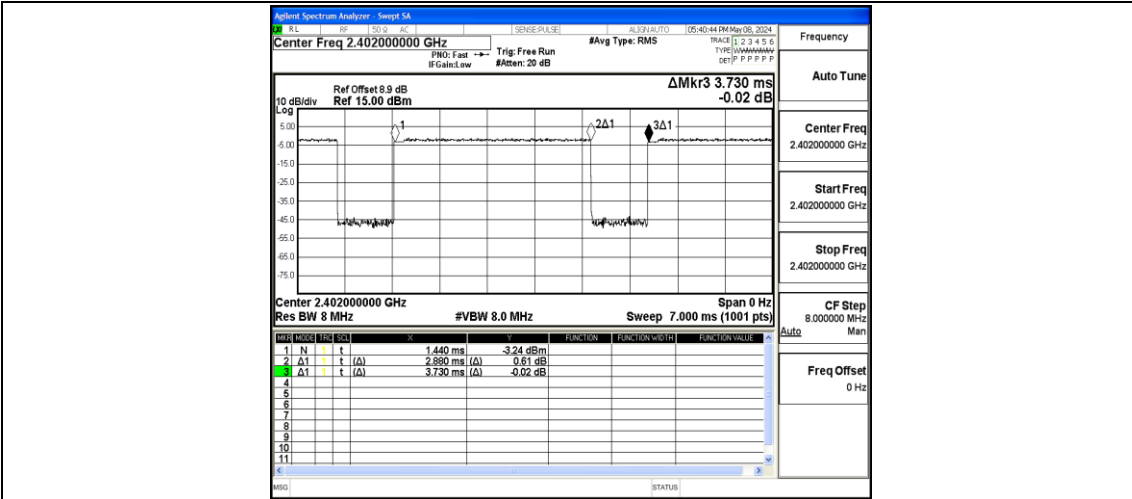 Agilent Spectrum Analyzer - Swept SA
RL RF 50 Ω AC SENSE:PULSE ALIGNAUTO 05:40:44 PM May 08, 2024
Center Freq 2.402000000 GHz #Avg Type: RMS TRACE 1 2 3 4 5 6
PNO: Fast Trig: Free Run TYPE
IFGain:Low #Atten: 20 dB DET P P P P P P
Frequency
Auto Tune
Center Freq
2.402000000 GHz
Start Freq
2.402000000 GHz
Stop Freq
2.402000000 GHz
CF Step
8.000000 MHz
Auto Man
Freq Offset
0 Hz
ΔMkr3 3.730 ms
-0.02 dB
Ref Offset 8.9 dB
10 dB/div Ref 15.00 dBm
Log
1 2Δ1 3Δ1
5.00
-5.00
-15.0
-25.0
-35.0
-45.0
-55.0
-65.0
-75.0
Center 2.402000000 GHz Span 0 Hz
Res BW 8 MHz #VBW 8.0 MHz Sweep 7.000 ms (1001 pts)
MKR MODE TRC SCL X Y FUNCTION FUNCTION WIDTH FUNCTION VALUE
1 N 1 t 1.440 ms -3.24 dBm
2 Δ1 1 t (Δ) 2.880 ms (Δ) 0.61 dB
3 Δ1 1 t (Δ) 3.730 ms (Δ) -0.02 dB
4
5
6
7
8
9
10
11
MSG STATUS